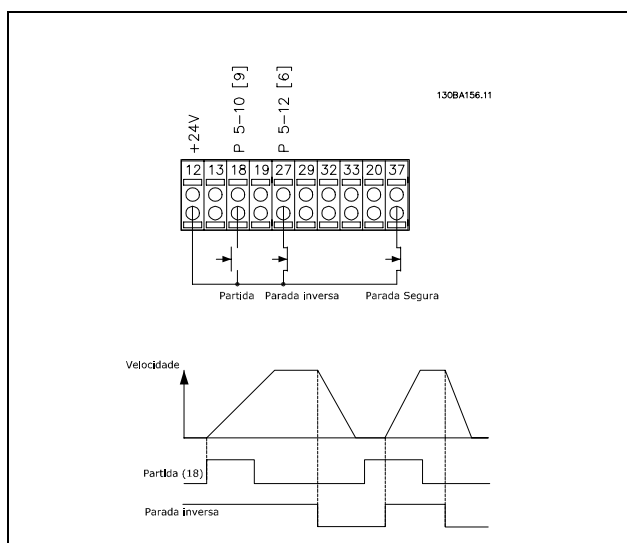 130BA156.11
+24V
P 5-10 [9]
P 5-12 [6]
12 13 18 19 27 29 32 33 20 37
Partida Parada inversa Parada Segura
Velocidade
Partida (18)
Parada inversa